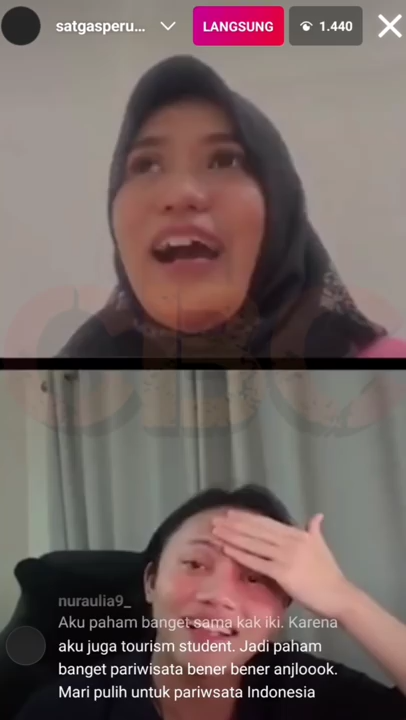 satgasperu...
LANGSUNG
1.440
CBC
nuraulia9_
Aku paham banget sama kak iki. Karena
aku juga tourism student. Jadi paham
banget pariwisata bener bener anjloook.
Mari pulih untuk pariwsata Indonesia